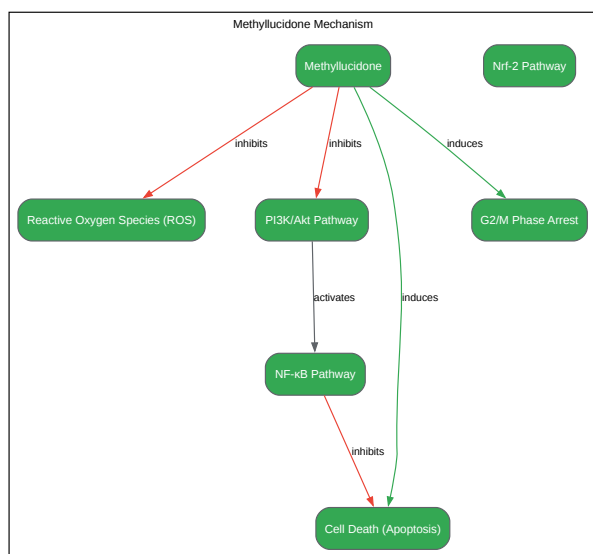 Methyllucidone Mechanism
Methyllucidone
Nrf-2 Pathway
inhibits
inhibits
induces
Reactive Oxygen Species (ROS)
PI3K/Akt Pathway
G2/M Phase Arrest
activates
induces
NF-κB Pathway
inhibits
Cell Death (Apoptosis)